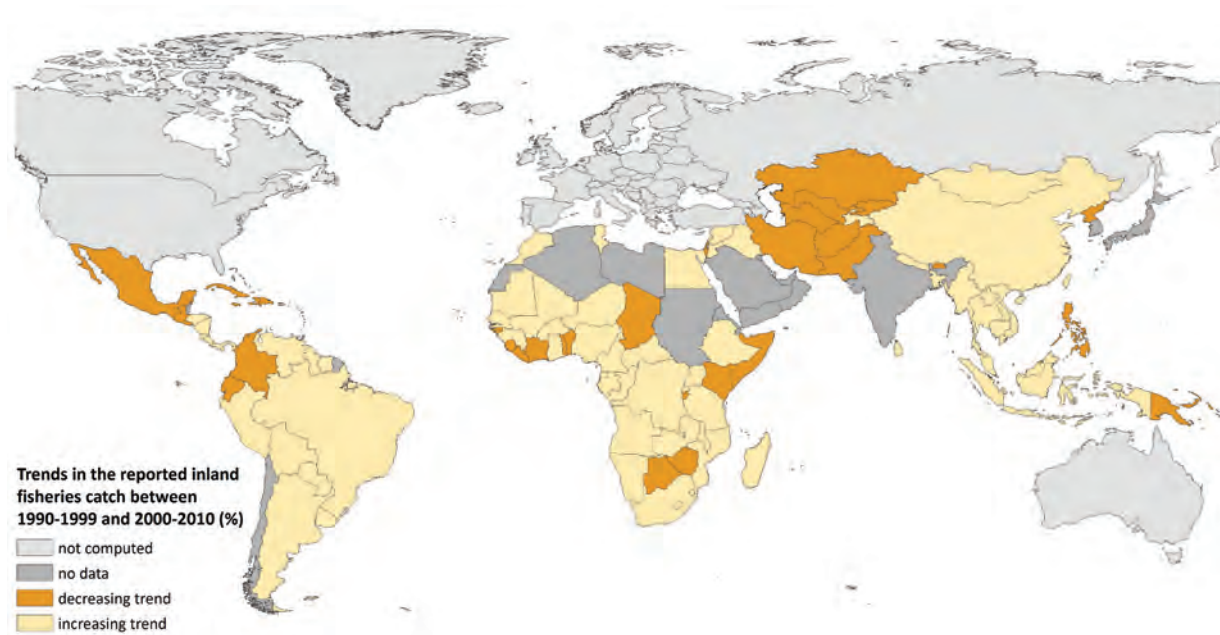 Trends in the reported inland
fisheries catch between
1990-1999 and 2000-2010 (%)
not computed
no data
decreasing trend
increasing trend